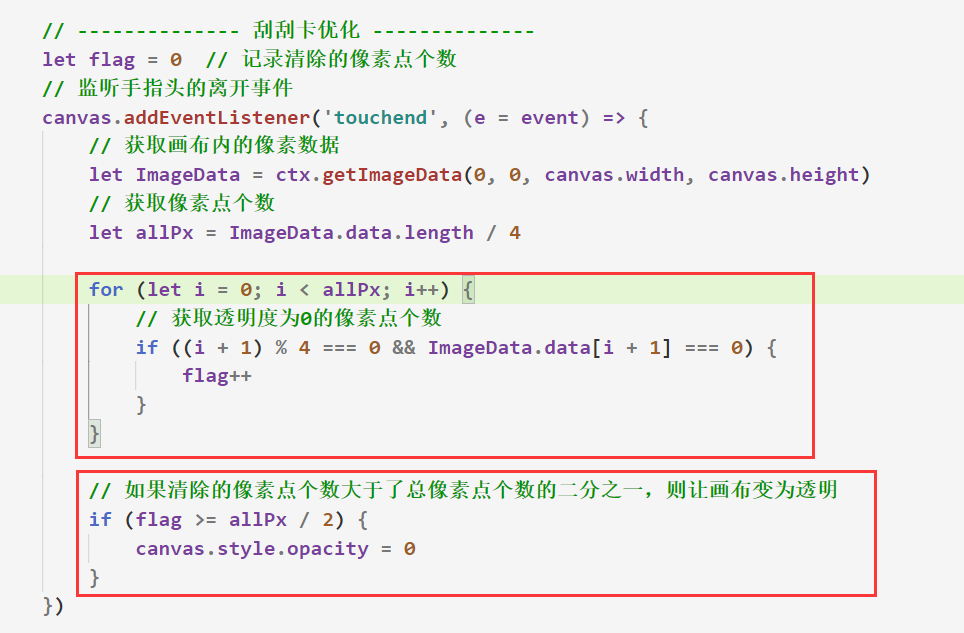 // -------------- 刮刮卡优化 --------------
let flag = 0  // 记录清除的像素点个数
// 监听手指头的离开事件
canvas.addEventListener('touchend', (e = event) => {
    // 获取画布内的像素数据
    let ImageData = ctx.getImageData(0, 0, canvas.width, canvas.height)
    // 获取像素点个数
    let allPx = ImageData.data.length / 4
    for (let i = 0; i < allPx; i++) {
        // 获取透明度为0的像素点个数
        if ((i + 1) % 4 === 0 && ImageData.data[i + 1] === 0) {
            flag++
        }
    }
    // 如果清除的像素点个数大于了总像素点个数的二分之一，则让画布变为透明
    if (flag >= allPx / 2) {
        canvas.style.opacity = 0
    }
})